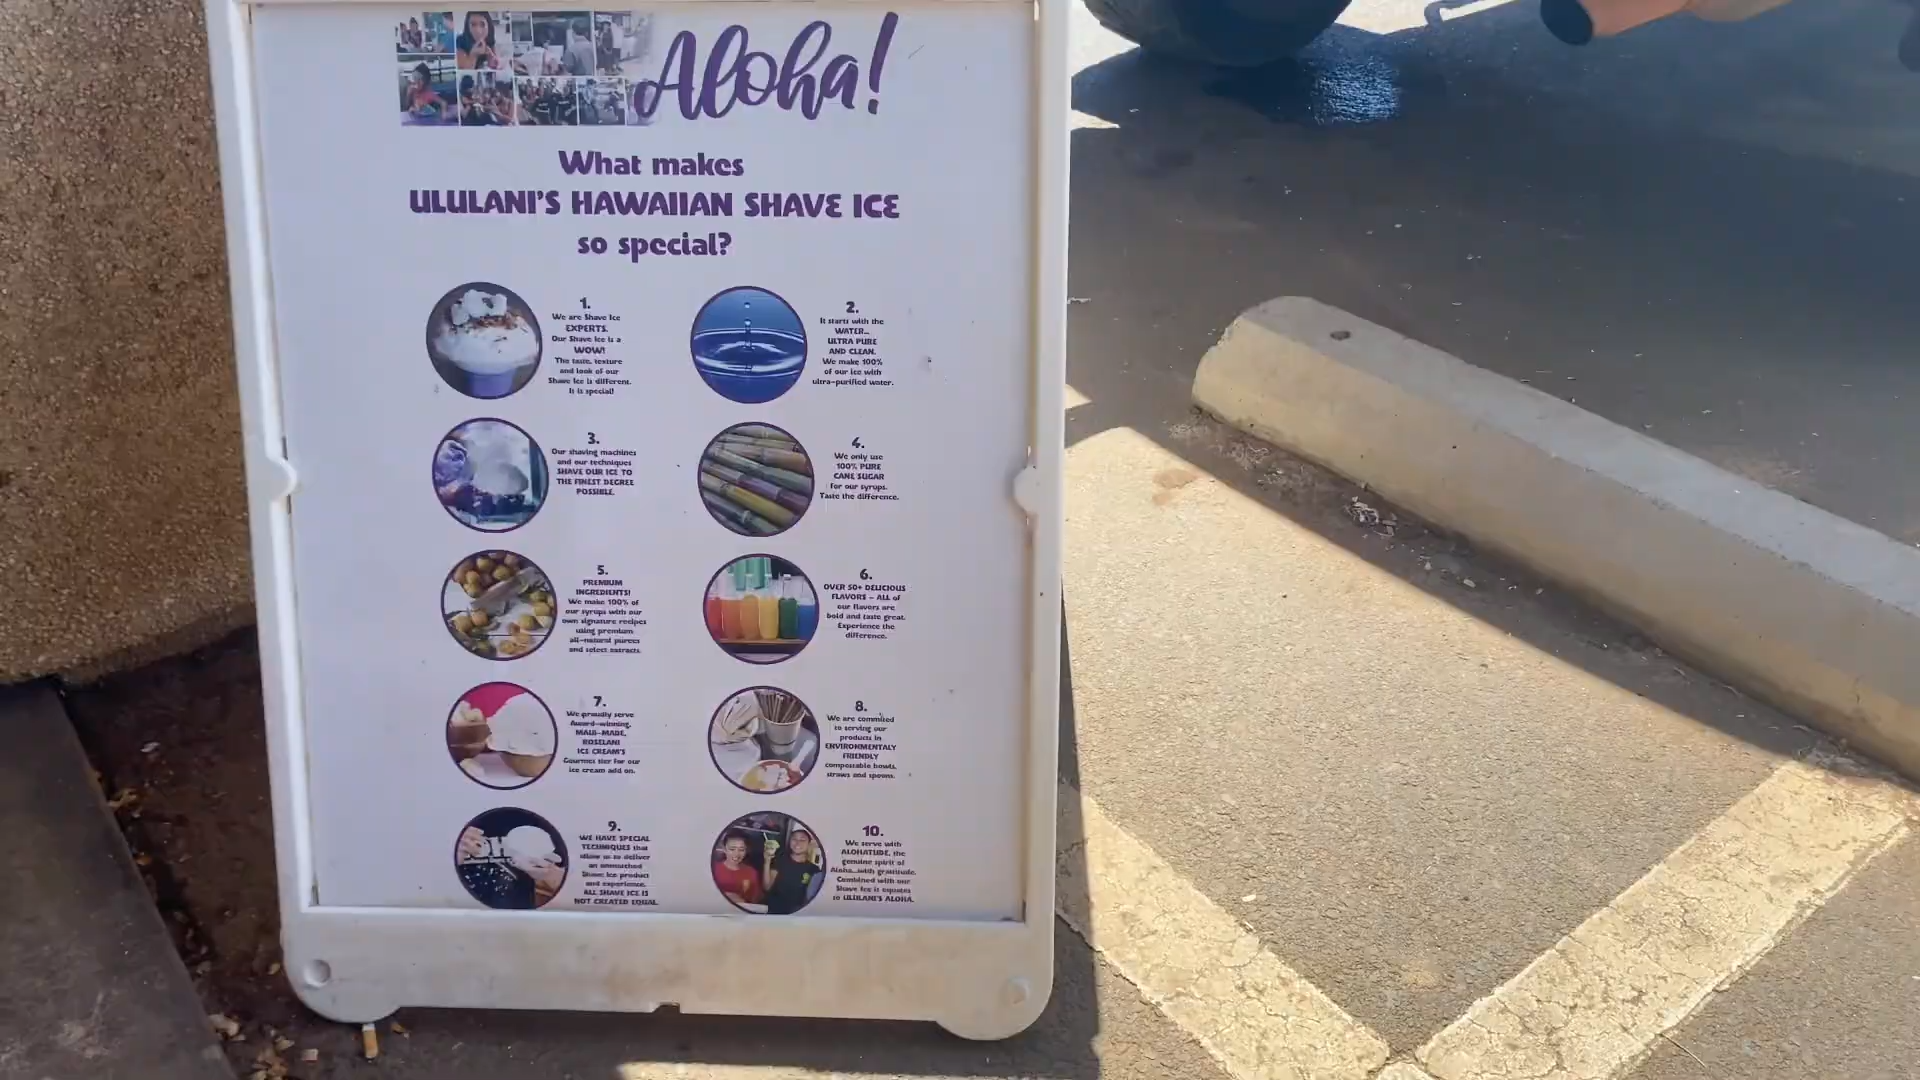 Aloha!
What makes
ULULANI'S HAWAIIAN SHAVE ICE
so special?
1.
We are Shave Ice
EXPERTS.
Our Shave Ice is a
WOW!
The taste, texture
and look of our
Shave Ice is different.
It is special!
2.
It starts with the
WATER...
ULTRA PURE
AND CLEAN.
We make 100%
of our ice with
ultra-purified water.
3.
Our shaving machines
and our techniques
SHAVE OUR ICE TO
THE FINEST DEGREE
POSSIBLE.
4.
We only use
100% PURE
CANE SUGAR
for our syrups.
Taste the difference.
5.
PREMIUM
INGREDIENTS!
We make 100% of
our syrups with our
own signature recipes
using premium
all-natural purees
and select extracts.
6.
OVER 50+ DELICIOUS
FLAVORS - ALL of
our flavors are
bold and taste great.
Experience the
difference.
7.
We proudly serve
Award-winning,
MAUI-MADE,
ROSELANI
ICE CREAM'S
Gourmet tier for our
ice cream add on.
8.
We are commited
to serving our
products in
ENVIRONMENTALY
FRIENDLY
compostable bowls,
straws and spoons.
9.
WE HAVE SPECIAL
TECHNIQUES that
allow us to deliver
an unmatched
Shave Ice product
and experience.
ALL SHAVE ICE IS
NOT CREATED EQUAL.
10.
We serve with
ALOHATUDE, the
genuine spirit of
Aloha...with gratitude.
Combined with our
Shave Ice it equates
to ULULANI'S ALOHA.